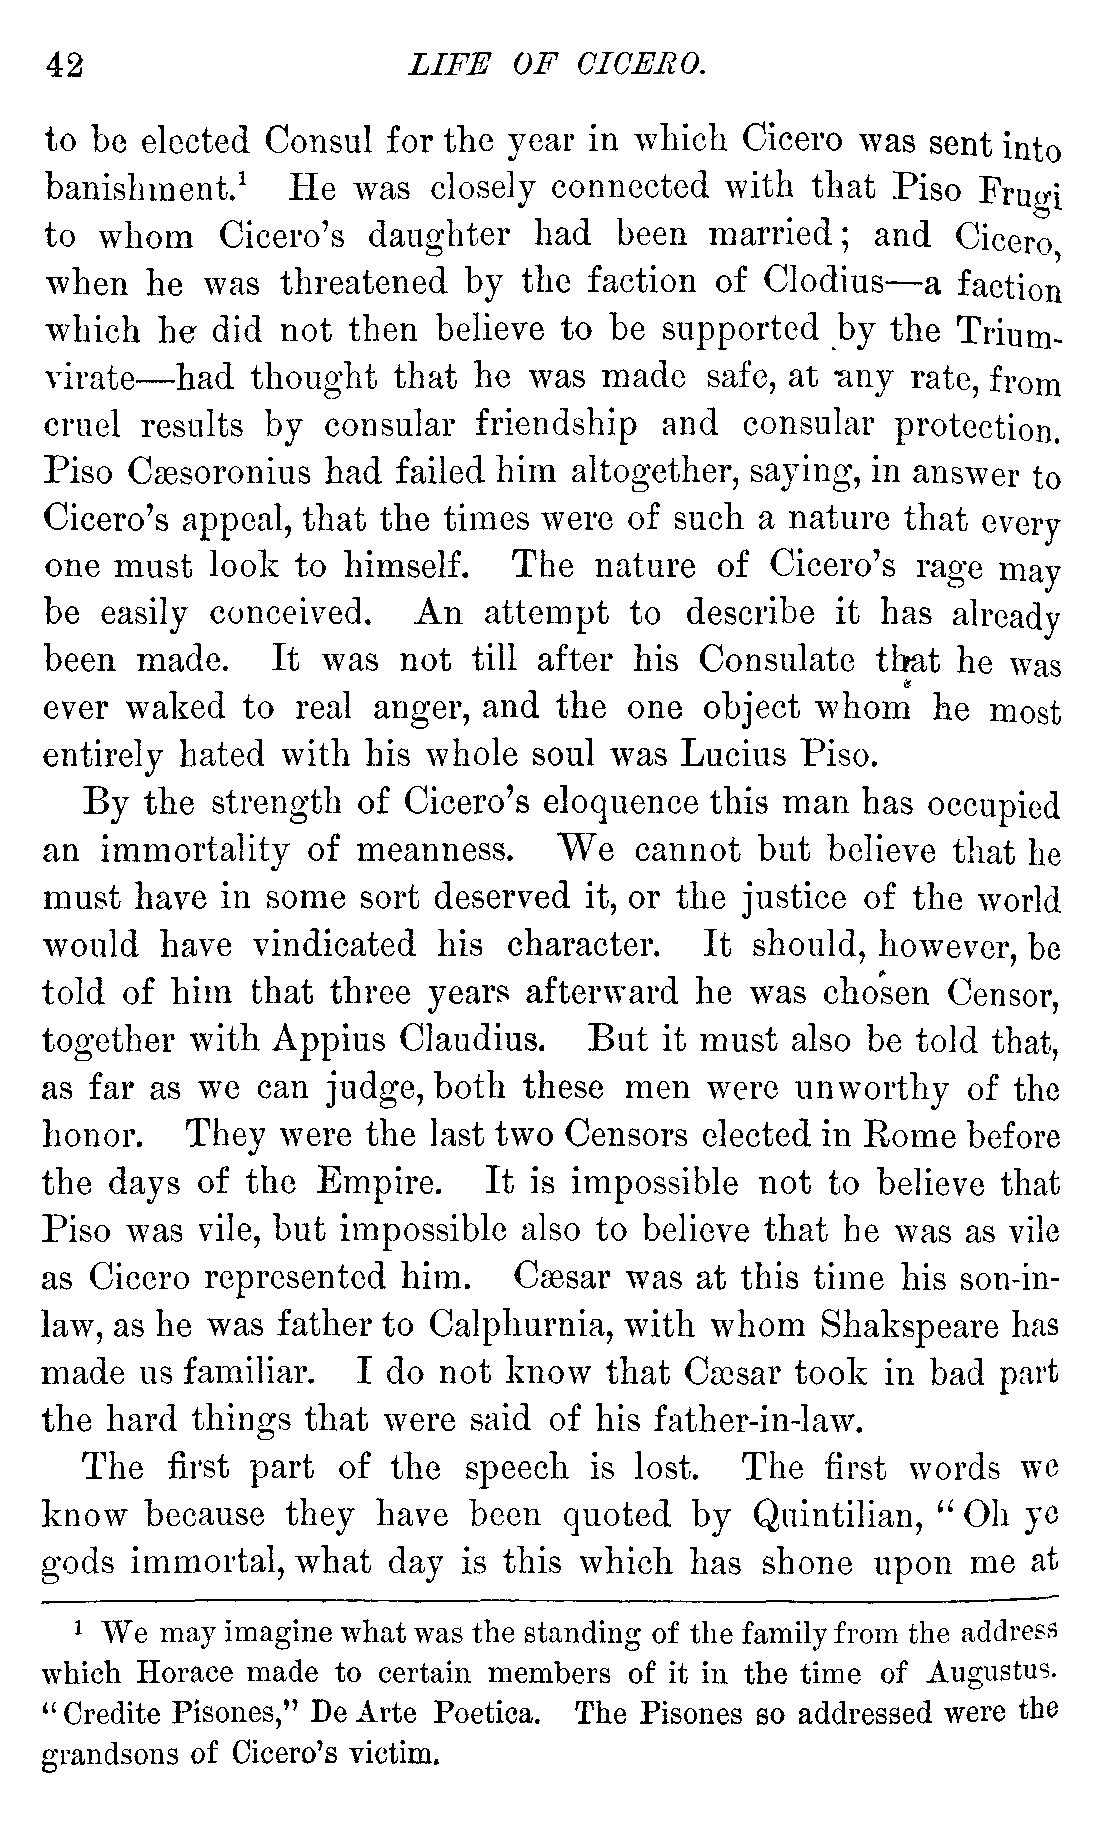 42 LIFE OF CICERO.
to be elected Consul for the year in which Cicero was sent into
banishment.¹ He was closely connected with that Piso Frugi
to whom Cicero's daughter had been married; and Cicero,
when he was threatened by the faction of Clodius—a faction
which he did not then believe to be supported by the Trium-
virate—had thought that he was made safe, at any rate, from
cruel results by consular friendship and consular protection.
Piso Cæsoronius had failed him altogether, saying, in answer to
Cicero's appeal, that the times were of such a nature that every
one must look to himself. The nature of Cicero's rage may
be easily conceived. An attempt to describe it has already
been made. It was not till after his Consulate that he was
ever waked to real anger, and the one object whom he most
entirely hated with his whole soul was Lucius Piso.
By the strength of Cicero's eloquence this man has occupied
an immortality of meanness. We cannot but believe that he
must have in some sort deserved it, or the justice of the world
would have vindicated his character. It should, however, be
told of him that three years afterward he was chosen Censor,
together with Appius Claudius. But it must also be told that,
as far as we can judge, both these men were unworthy of the
honor. They were the last two Censors elected in Rome before
the days of the Empire. It is impossible not to believe that
Piso was vile, but impossible also to believe that he was as vile
as Cicero represented him. Cæsar was at this time his son-in-
law, as he was father to Calphurnia, with whom Shakspeare has
made us familiar. I do not know that Cæsar took in bad part
the hard things that were said of his father-in-law.
The first part of the speech is lost. The first words we
know because they have been quoted by Quintilian, "Oh ye
gods immortal, what day is this which has shone upon me at
¹ We may imagine what was the standing of the family from the address
which Horace made to certain members of it in the time of Augustus.
"Credite Pisones," De Arte Poetica. The Pisones so addressed were the
grandsons of Cicero's victim.